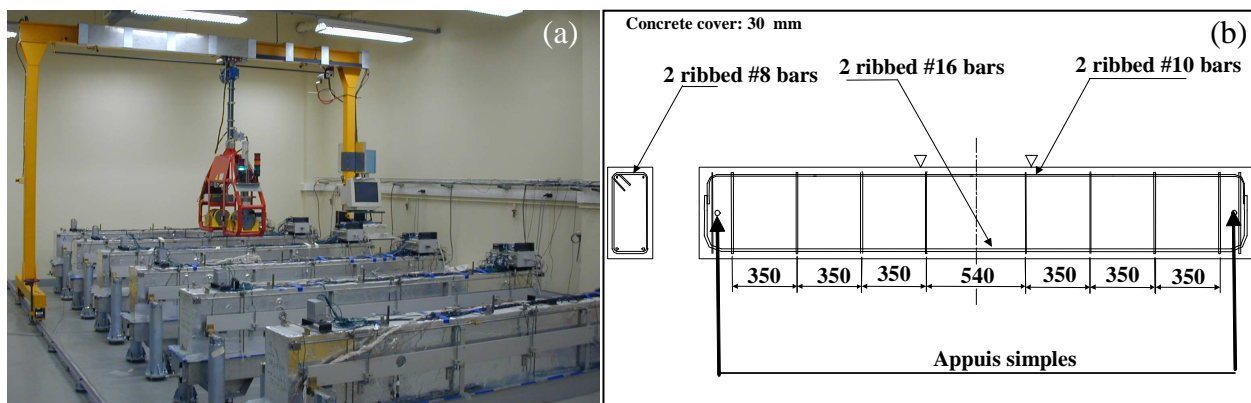 (a)
Concrete cover: 30 mm
(b)
2 ribbed #8 bars
2 ribbed #16 bars
2 ribbed #10 bars
350 350 350 540 350 350 350
Appuis simples